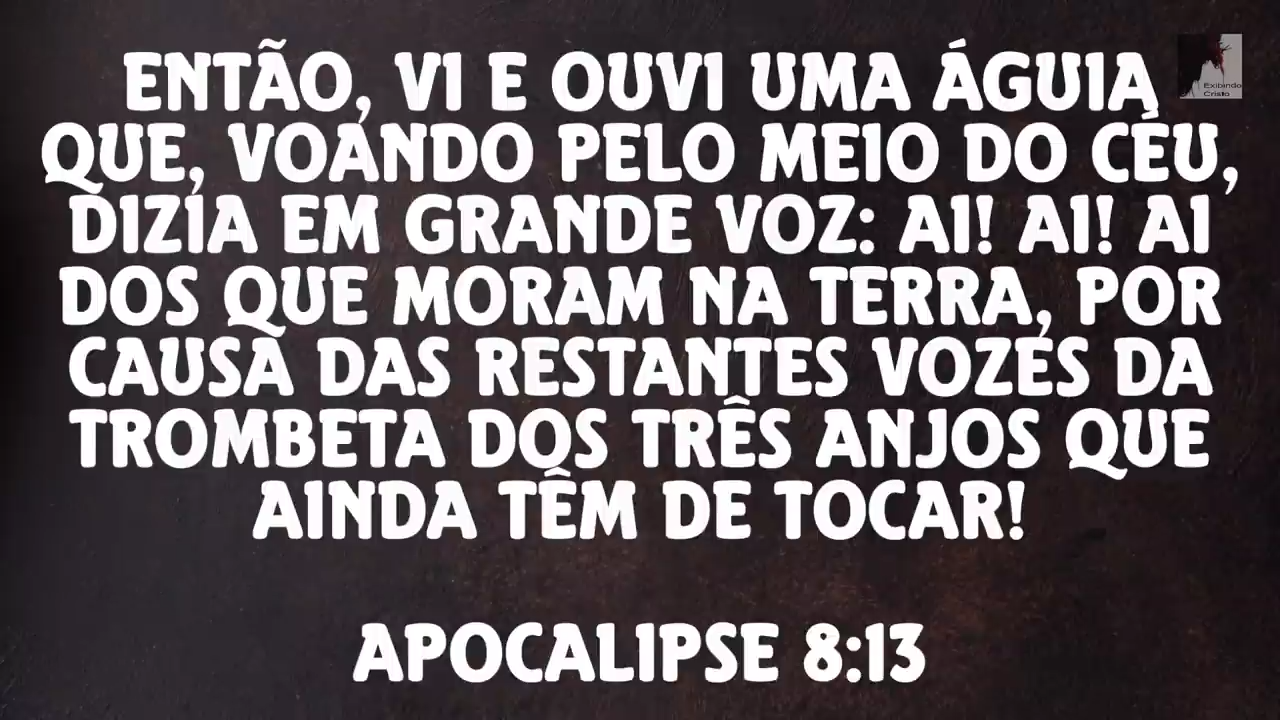 ENTÃO, VI E OUVI UMA ÁGUIA
QUE, VOANDO PELO MEIO DO CÉU,
DIZIA EM GRANDE VOZ: AI! AI! AI
DOS QUE MORAM NA TERRA, POR
CAUSA DAS RESTANTES VOZES DA
TROMBETA DOS TRÊS ANJOS QUE
AINDA TÊM DE TOCAR!
APOCALIPSE 8:13
Exibindo
Cristo